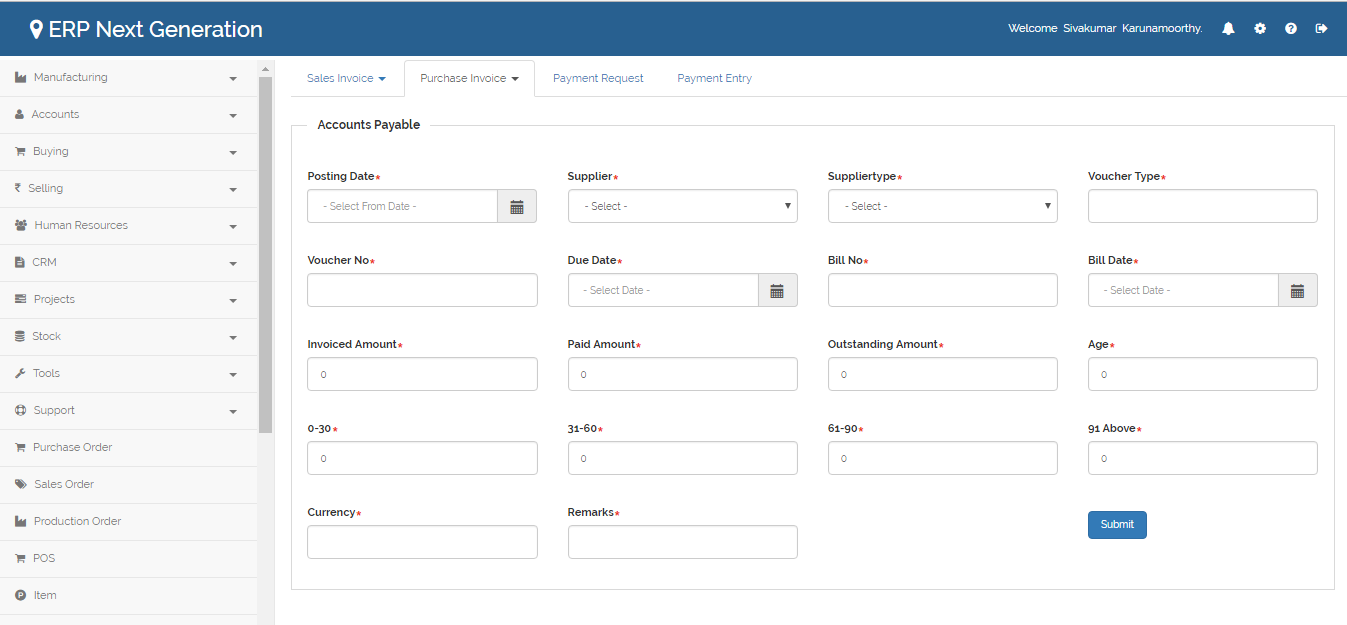 ERP Next Generation
Welcome Sivakumar Karunamoorthy.
Manufacturing
Accounts
Buying
Selling
Human Resources
CRM
Projects
Stock
Tools
Support
Purchase Order
Sales Order
Production Order
POS
Item
Sales Invoice Purchase Invoice Payment Request Payment Entry
Accounts Payable
Posting Date* Supplier* Suppliertype* Voucher Type*
- Select From Date - - Select - - Select -
Voucher No* Due Date* Bill No* Bill Date*
- Select Date - - Select Date -
Invoiced Amount* Paid Amount* Outstanding Amount* Age*
0 0 0 0
0-30* 31-60* 61-90* 91 Above*
0 0 0 0
Currency* Remarks*
Submit